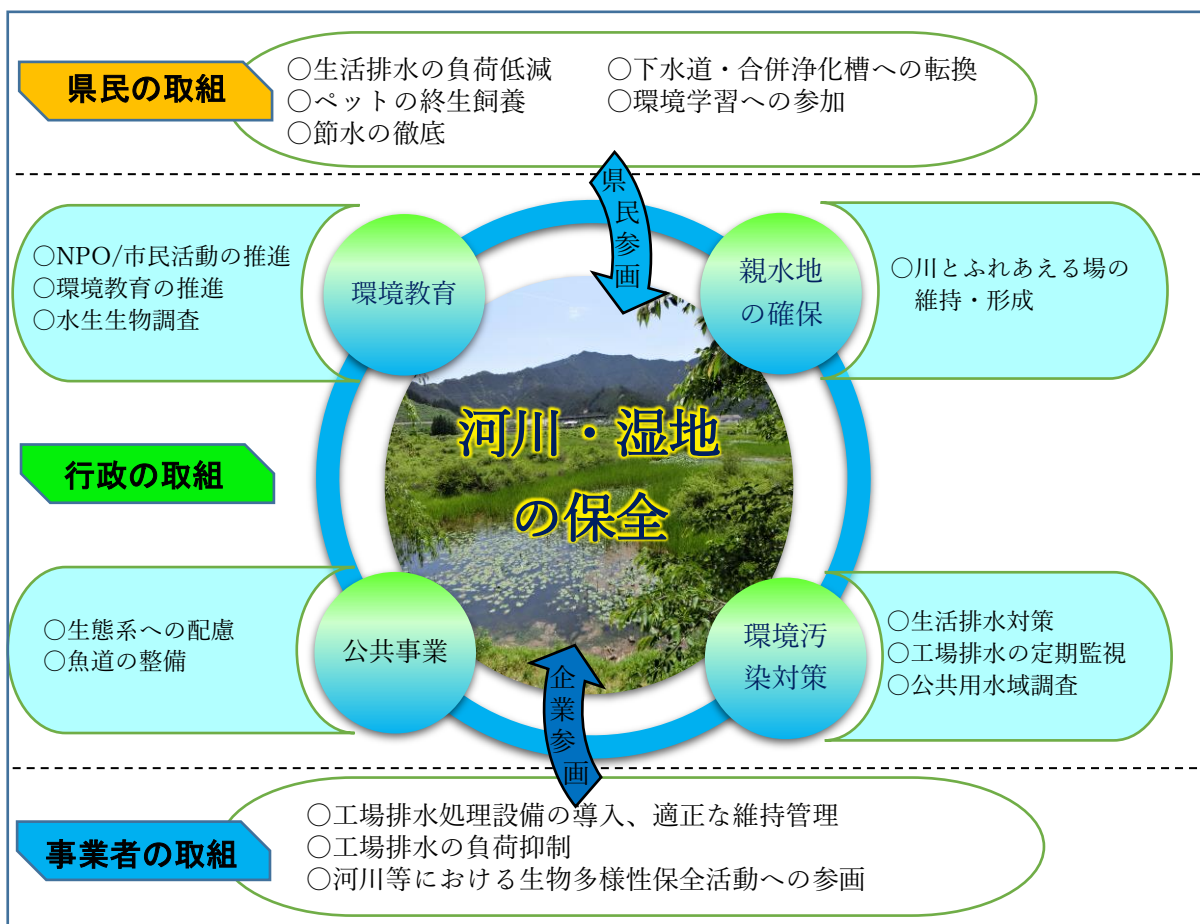 県民の取組
○生活排水の負荷低減
○ペットの終生飼養
○節水の徹底
○下水道・合併浄化槽への転換
○環境学習への参加
県民参画
○NPO/市民活動の推進
○環境教育の推進
○水生生物調査
環境教育
親水地
の確保
○川とふれあえる場の
維持・形成
行政の取組
河川・湿地
の保全
○生態系への配慮
○魚道の整備
公共事業
環境汚
染対策
○生活排水対策
○工場排水の定期監視
○公共用水域調査
企業参画
事業者の取組
○工場排水処理設備の導入、適正な維持管理
○工場排水の負荷抑制
○河川等における生物多様性保全活動への参画